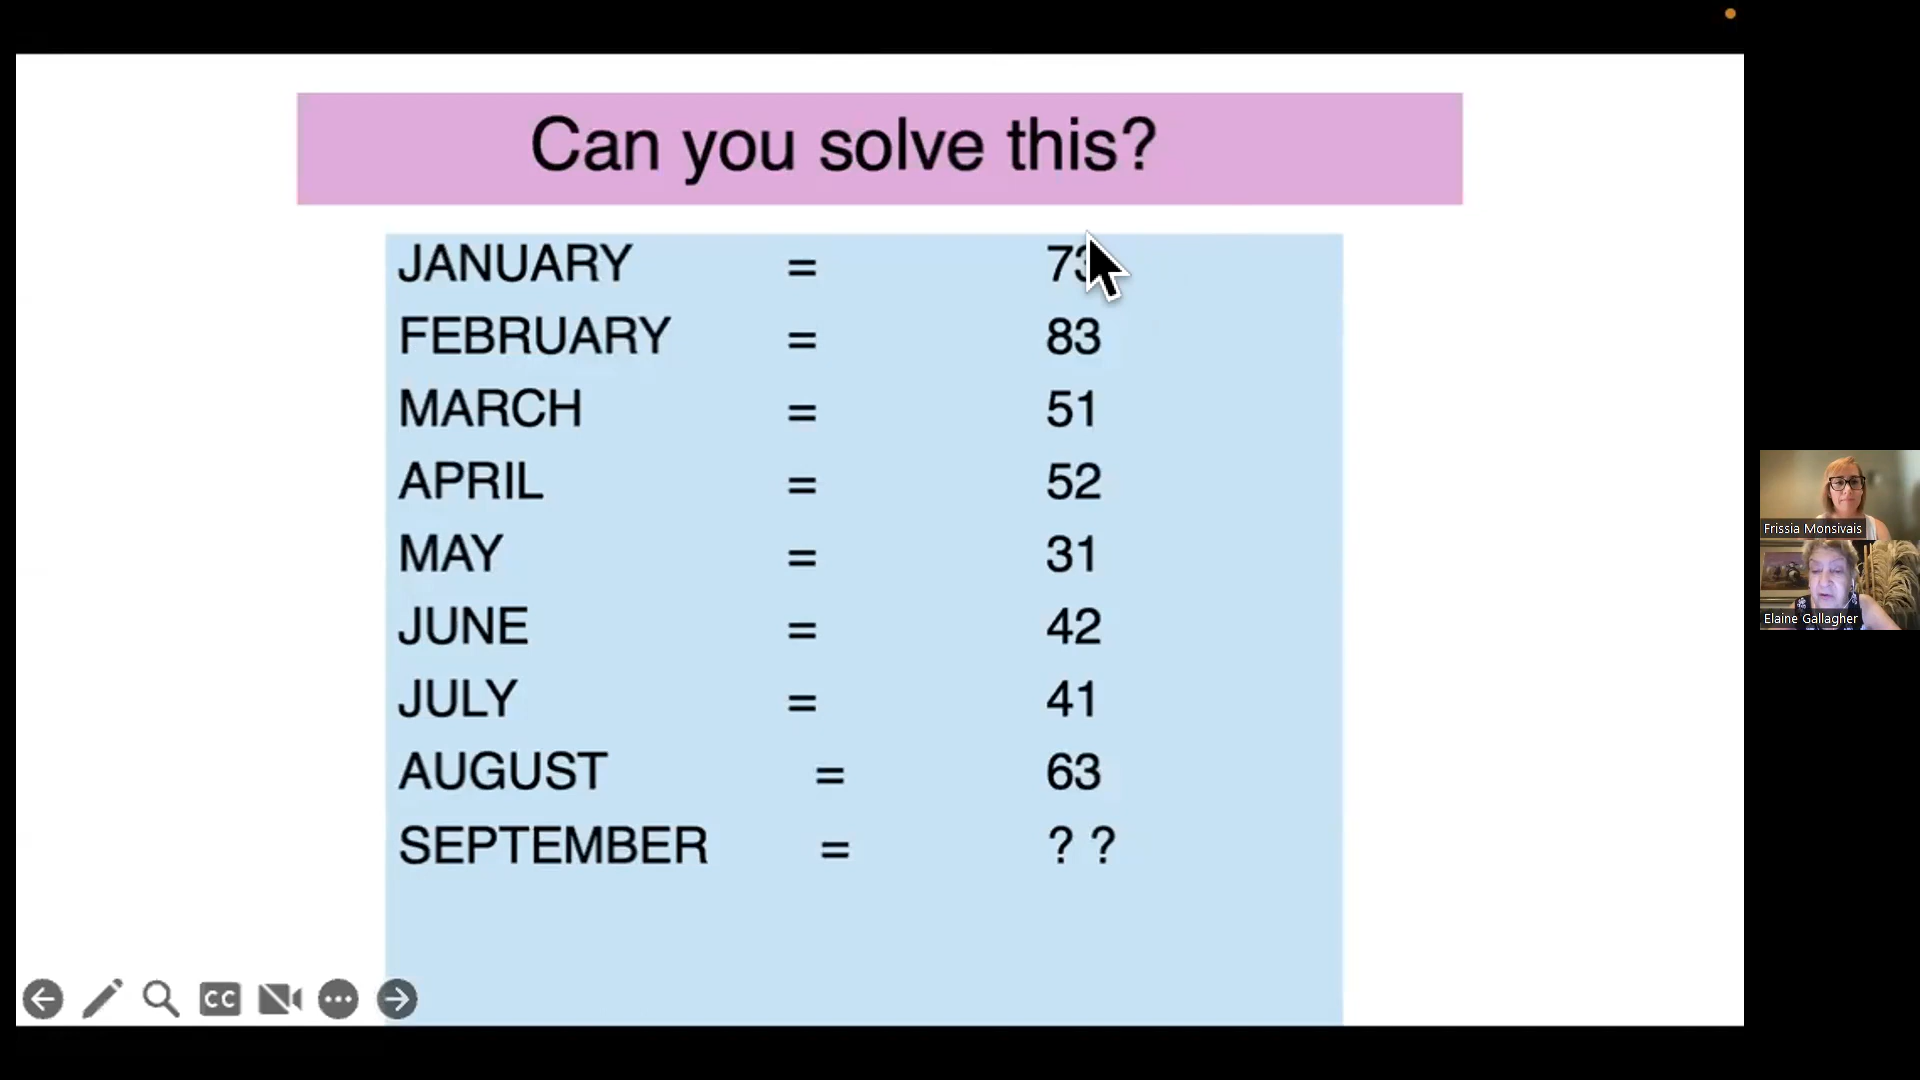 Can you solve this?
JANUARY = 73
FEBRUARY = 83
MARCH = 51
APRIL = 52
MAY = 31
JUNE = 42
JULY = 41
AUGUST = 63
SEPTEMBER = ? ?
Frissia Monsivais
Elaine Gallagher
CC